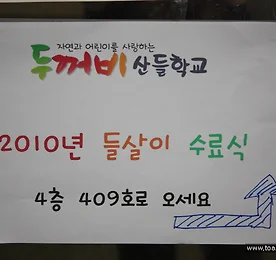 자연과 어린이를 사랑하는
두꺼비 산들학교
2010년 들살이 수료식
4층 409호로 오세요